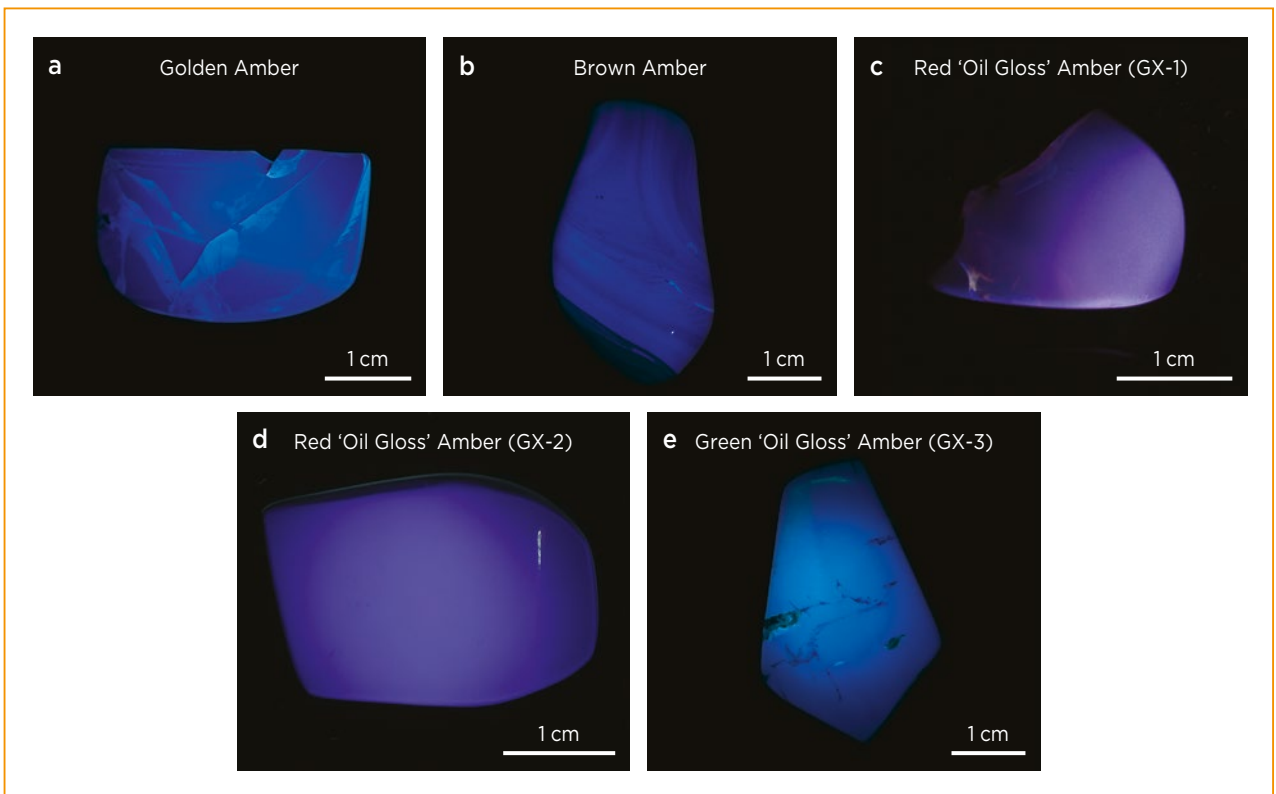 a Golden Amber
1 cm
b Brown Amber
1 cm
c Red ‘Oil Gloss’ Amber (GX-1)
1 cm
d Red ‘Oil Gloss’ Amber (GX-2)
1 cm
e Green ‘Oil Gloss’ Amber (GX-3)
1 cm